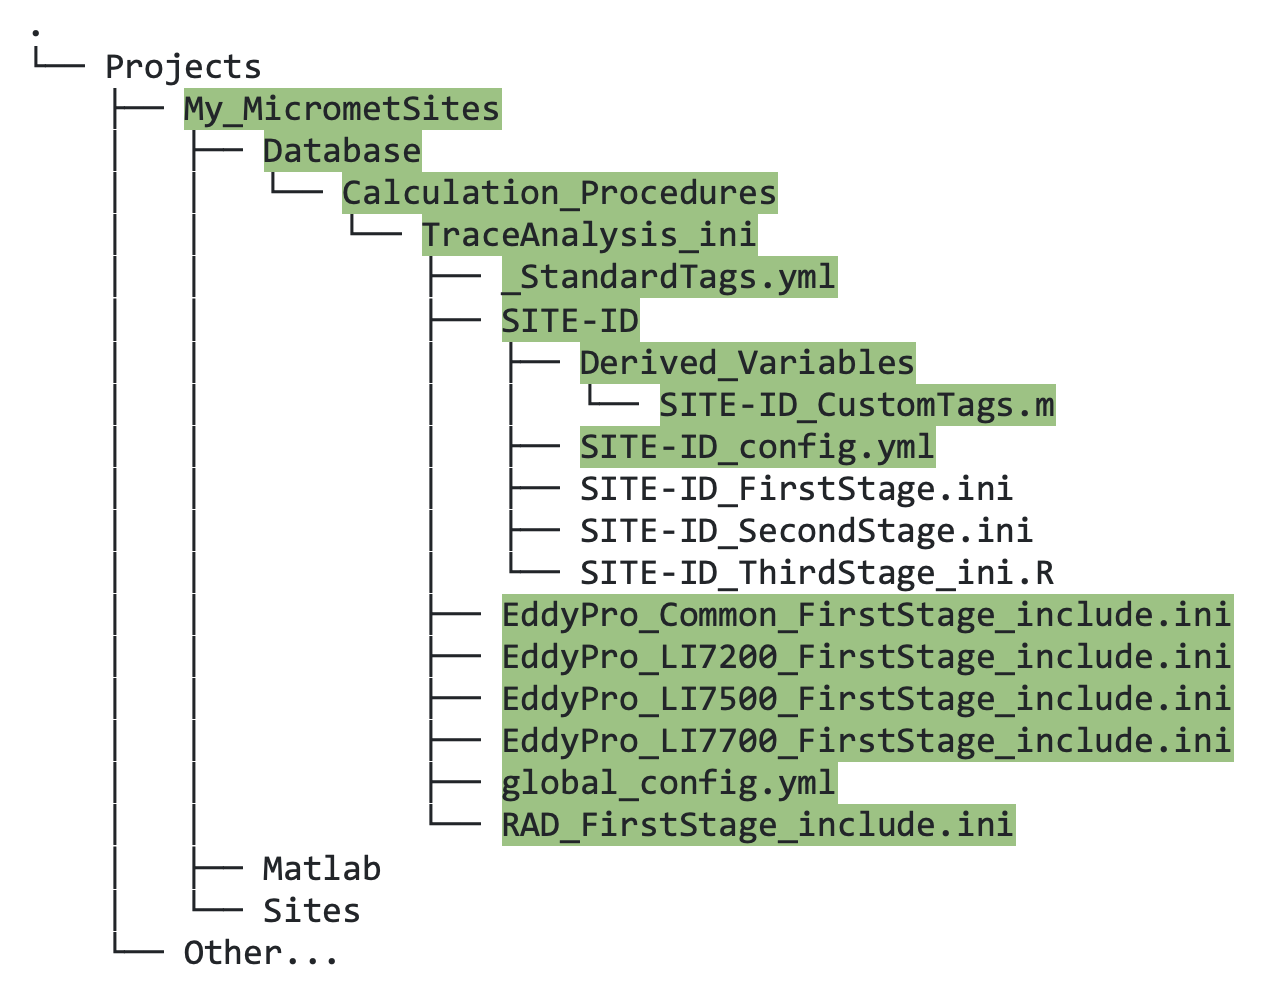 .
└── Projects
    ├── My_MicrometSites
    │   ├── Database
    │   │   └── Calculation_Procedures
    │   │       └── TraceAnalysis_ini
    │   │           ├── _StandardTags.yml
    │   │           ├── SITE-ID
    │   │           │   ├── Derived_Variables
    │   │           │   │   └── SITE-ID_CustomTags.m
    │   │           │   ├── SITE-ID_config.yml
    │   │           │   ├── SITE-ID_FirstStage.ini
    │   │           │   ├── SITE-ID_SecondStage.ini
    │   │           │   └── SITE-ID_ThirdStage_ini.R
    │   │           ├── EddyPro_Common_FirstStage_include.ini
    │   │           ├── EddyPro_LI7200_FirstStage_include.ini
    │   │           ├── EddyPro_LI7500_FirstStage_include.ini
    │   │           ├── EddyPro_LI7700_FirstStage_include.ini
    │   │           ├── global_config.yml
    │   │           └── RAD_FirstStage_include.ini
    │   ├── Matlab
    │   └── Sites
    └── Other...